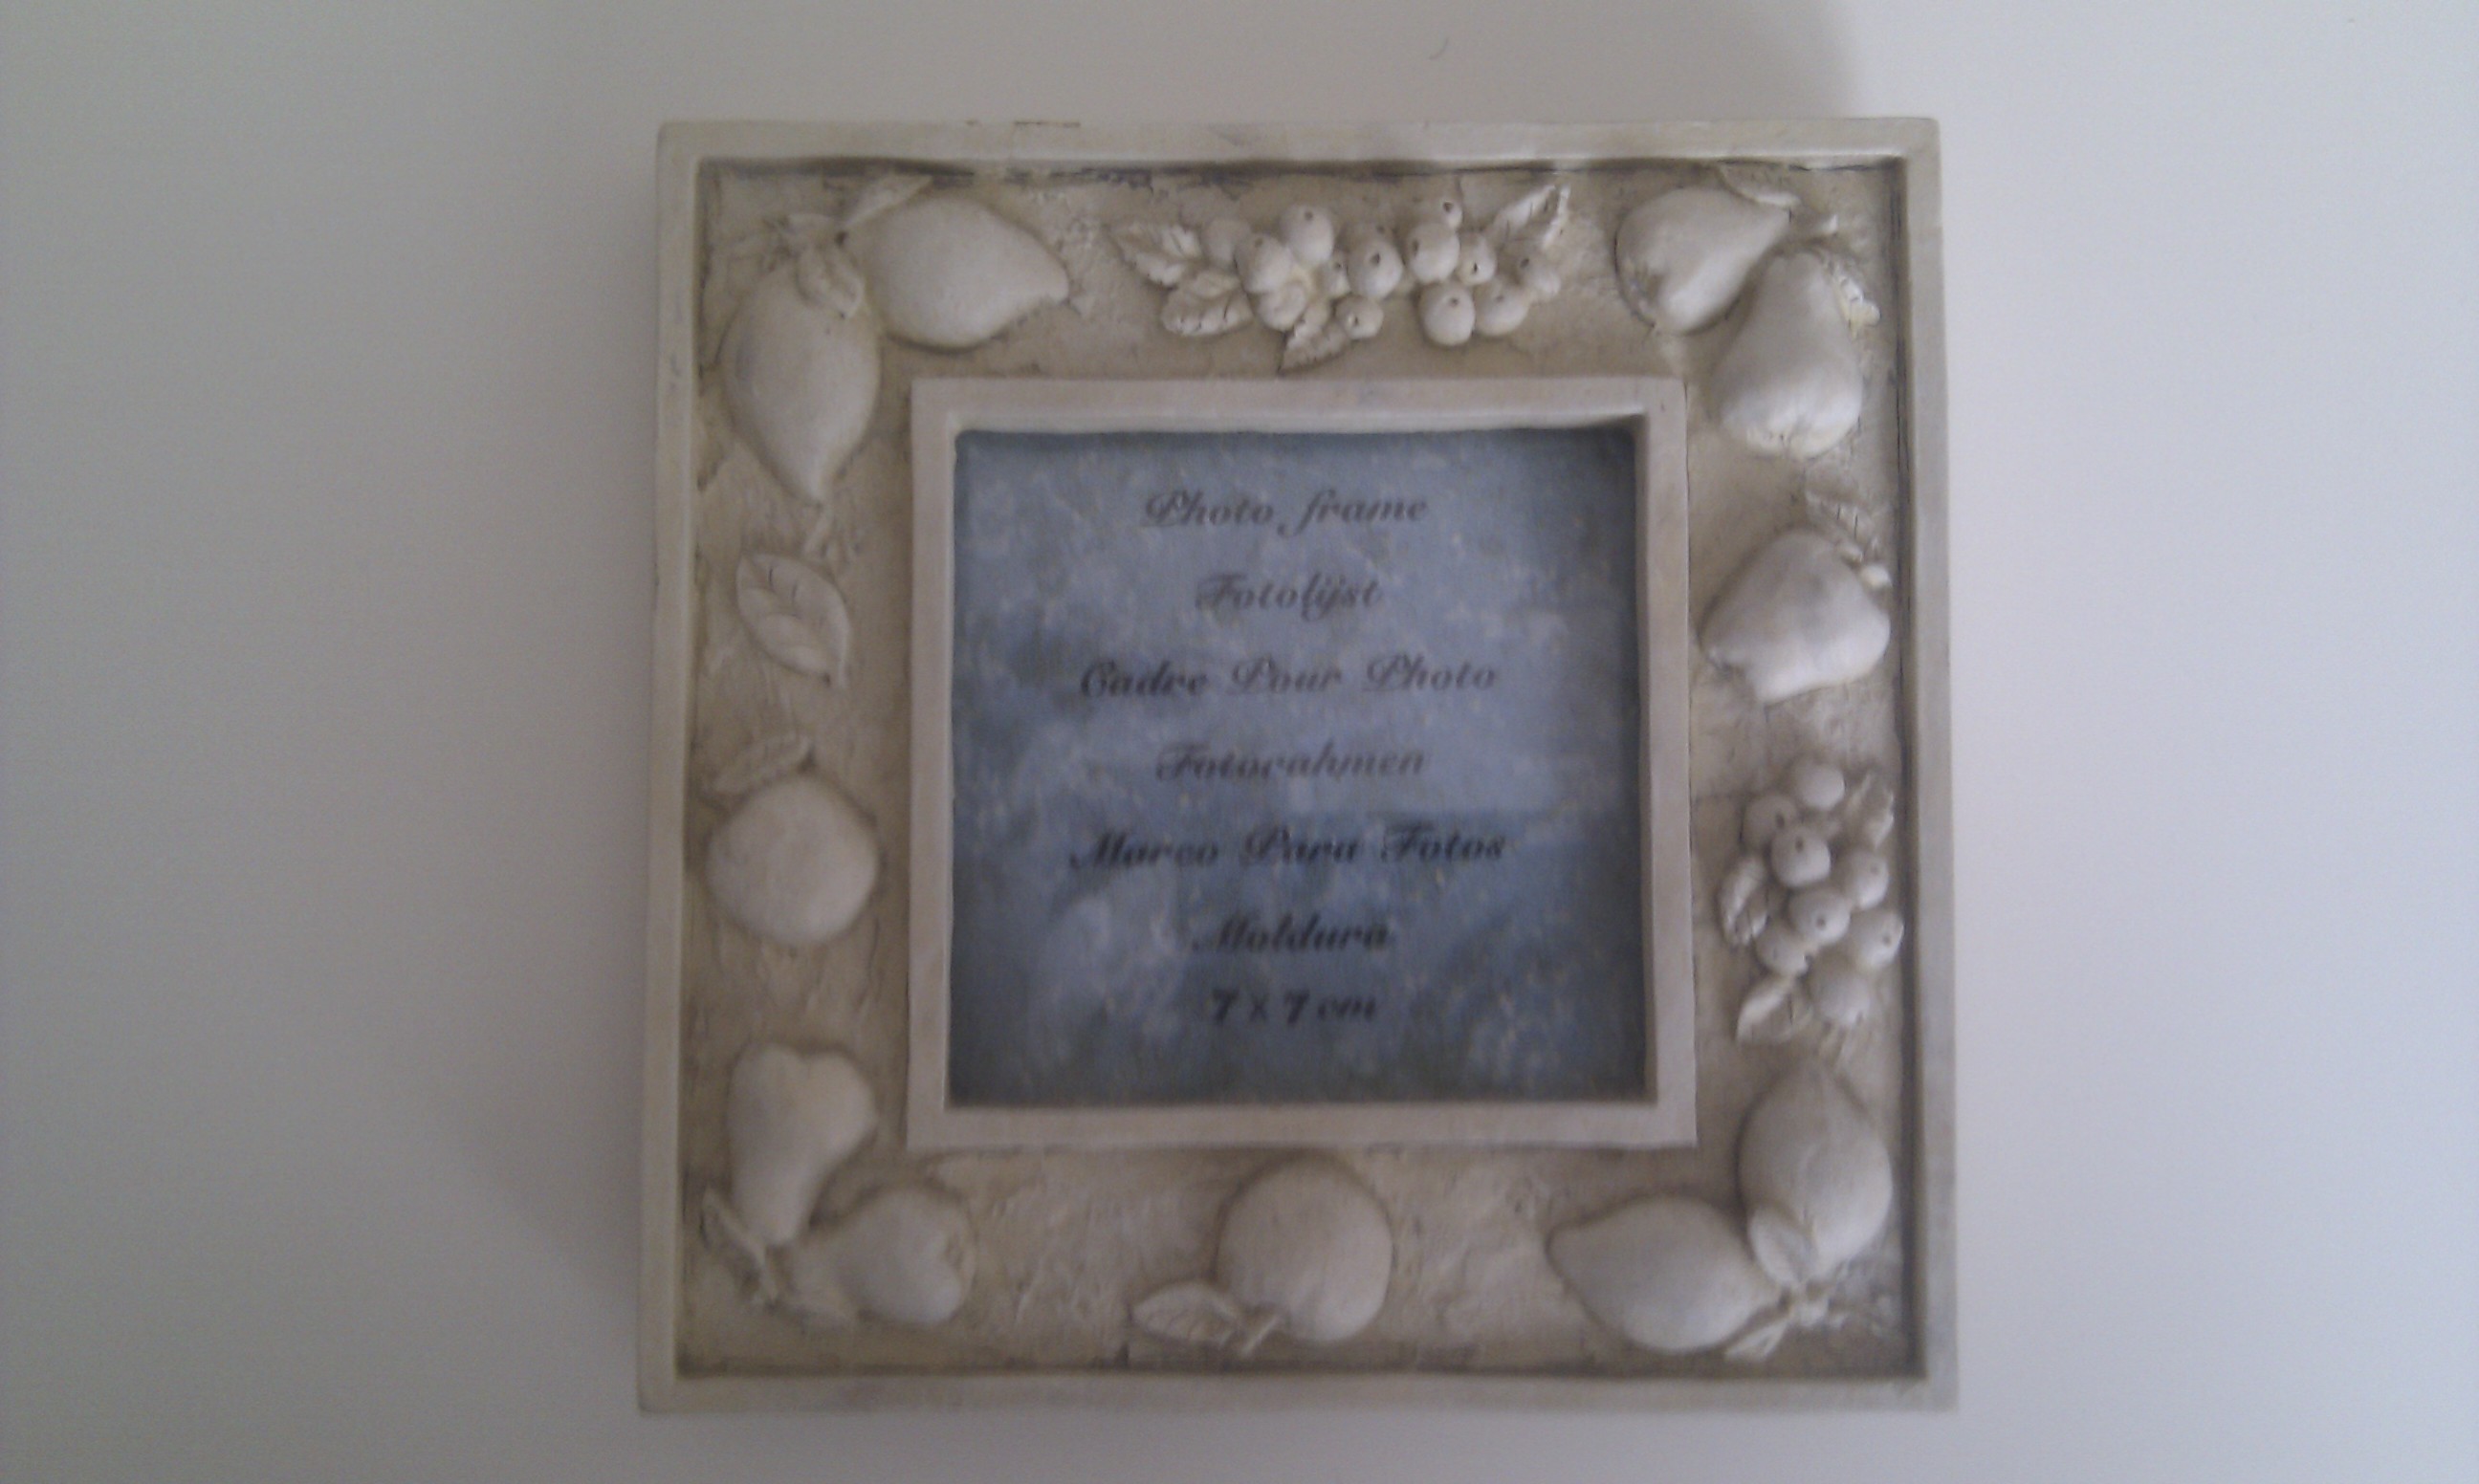 Photo frame
Fotolijst
Cadre Pour Photo
Fotorahmen
Marco Para Fotos
Moldura
7 x 7 cm